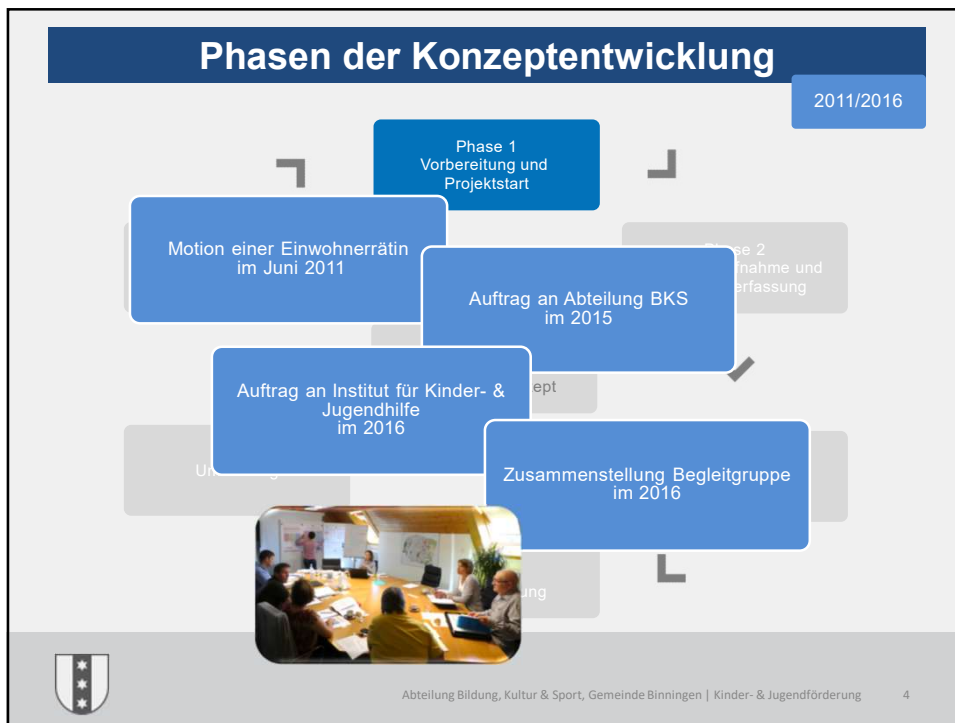 Phasen der Konzeptentwicklung
2011/2016
Phase 1
Vorbereitung und
Projektstart
Motion einer Einwohnerrätin
im Juni 2011
Auftrag an Abteilung BKS
im 2015
Auftrag an Institut für Kinder- &
Jugendhilfe
im 2016
Zusammenstellung Begleitgruppe
im 2016
Abteilung Bildung, Kultur & Sport, Gemeinde Binningen | Kinder- & Jugendförderung 4